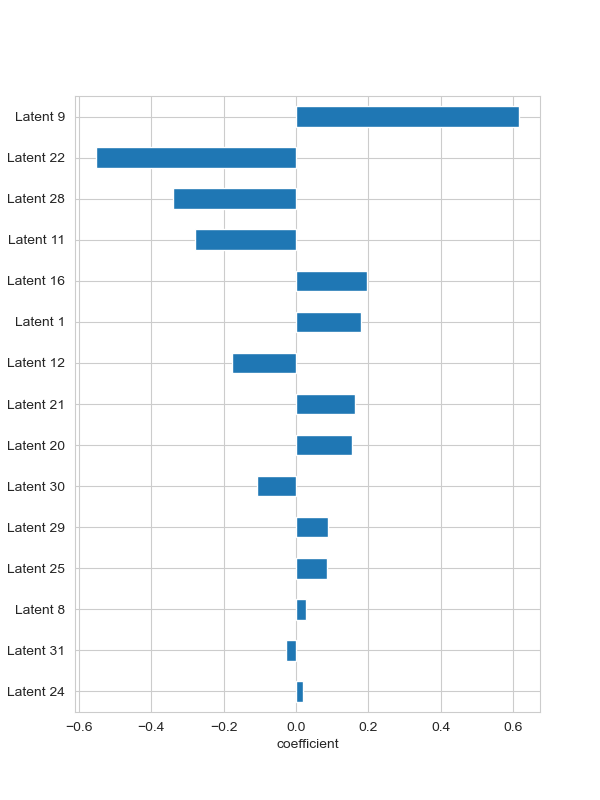 Latent 9
Latent 22
Latent 28
Latent 11
Latent 16
Latent 1
Latent 12
Latent 21
Latent 20
Latent 30
Latent 29
Latent 25
Latent 8
Latent 31
Latent 24
−0.6 −0.4 −0.2 0.0 0.2 0.4 0.6
coefficient